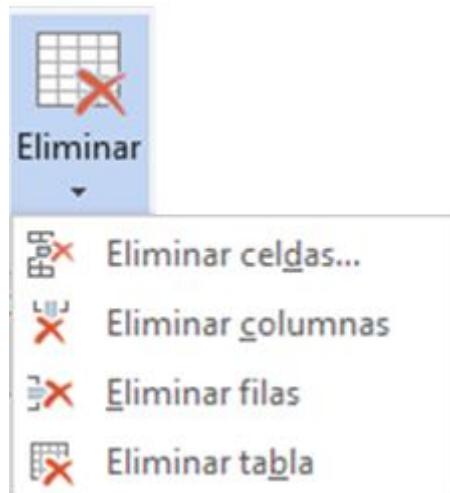 Eliminar
Eliminar celdas...
Eliminar columnas
Eliminar filas
Eliminar tabla